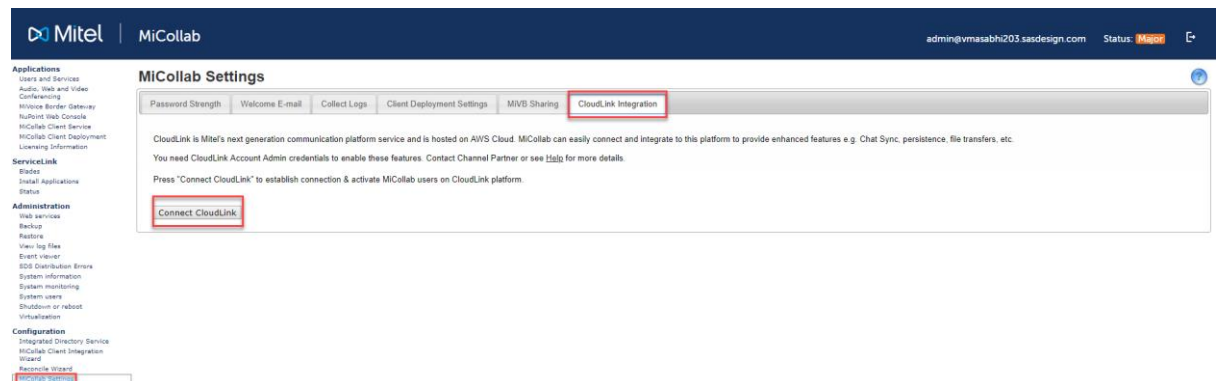 Mitel | MiCollab
admin@vmasabhi203.sasdesign.com Status: Major
Applications
Users and Services
Audio, Web and Video
Conferencing
MiVoice Border Gateway
NuPoint Web Console
MiCollab Client Service
MiCollab Client Deployment
Licensing Information
ServiceLink
Blades
Install Applications
Status
Administration
Web services
Backup
Restore
View log files
Event viewer
SDS Distribution Errors
System information
System monitoring
System users
Shutdown or reboot
Virtualization
Configuration
Integrated Directory Service
MiCollab Client Integration
Wizard
Reconcile Wizard
MiCollab Settings
MiCollab Settings
Password Strength Welcome E-mail Collect Logs Client Deployment Settings MiVB Sharing CloudLink Integration
CloudLink is Mitel's next generation communication platform service and is hosted on AWS Cloud. MiCollab can easily connect and integrate to this platform to provide enhanced features e.g. Chat Sync, persistence, file transfers, etc.
You need CloudLink Account Admin credentials to enable these features. Contact Channel Partner or see Help for more details.
Press "Connect CloudLink" to establish connection & activate MiCollab users on CloudLink platform.
Connect CloudLink